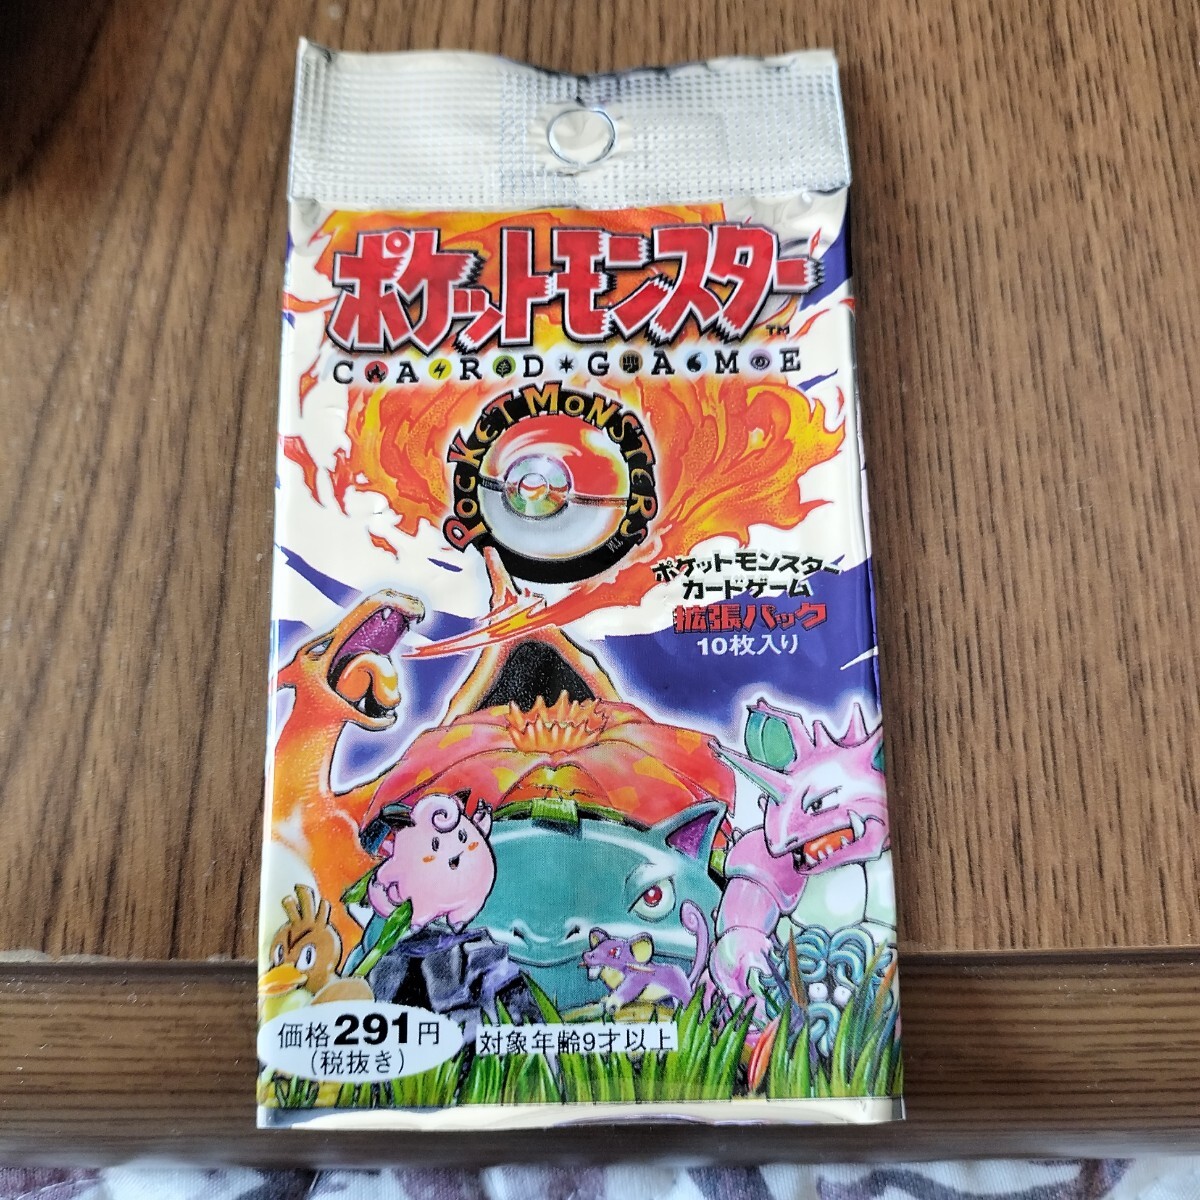 ポケットモンスター
TM
CARD GAME
POCKET MONSTERS
TM
ポケットモンスター
カードゲーム
拡張パック
10枚入り
価格291円
(税抜き)
対象年齢9才以上